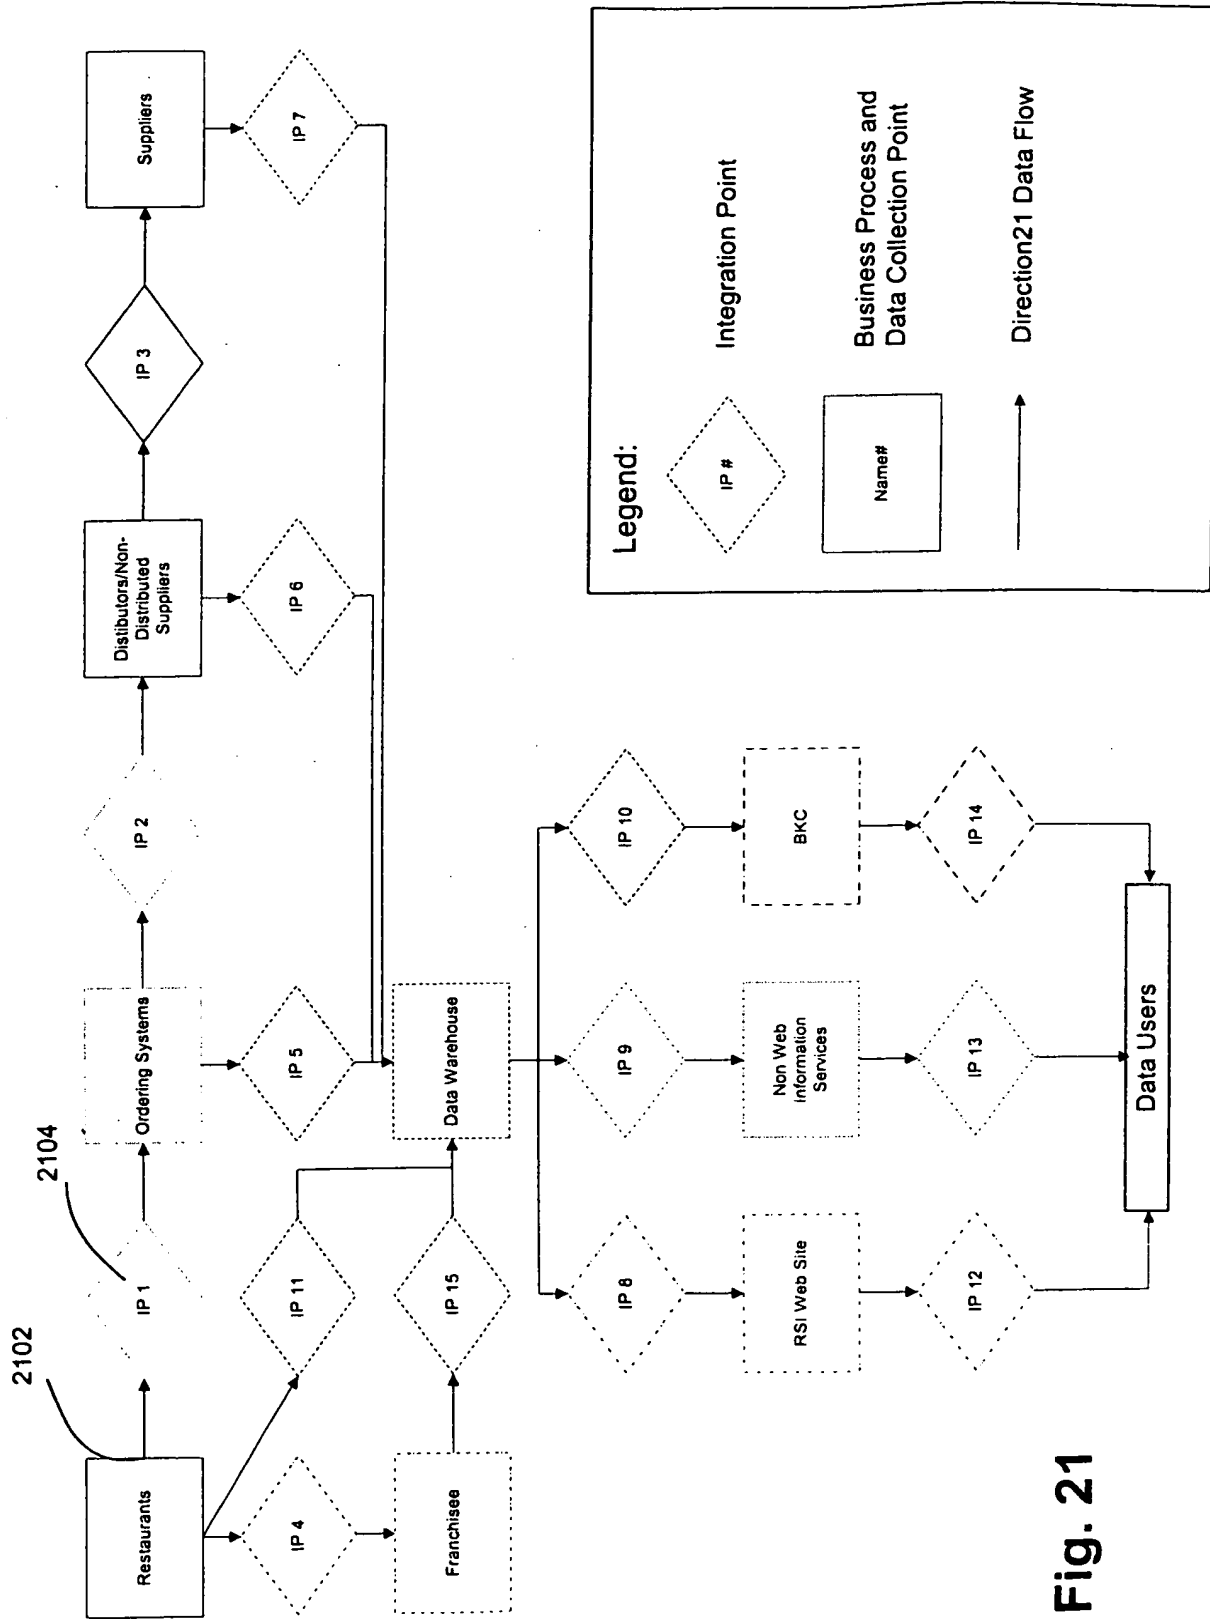 2102
2104
Restaurants
IP 1
Ordering Systems
IP 2
Distibutors/Non-
Distributed
Suppliers
IP 3
Suppliers
IP 4
IP 11
IP 5
IP 6
IP 7
Franchisee
IP 15
Data Warehouse
IP 8
IP 9
IP 10
RSI Web Site
Non Web
Information
Services
BKC
IP 12
IP 13
IP 14
Data Users
Legend:
IP #
Integration Point
Name#
Business Process and
Data Collection Point
Direction21 Data Flow
Fig. 21